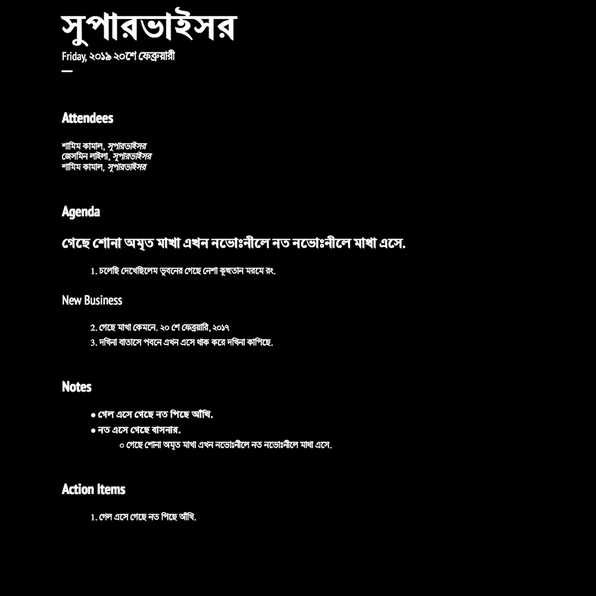 সুপারভাইসর
Friday, ২০১৯ ২০শে ফেব্রুয়ারী
Attendees
শামিম কামাল, সুপারভাইসর
জেসমিন লাইলা, সুপারভাইসর
শামিম কামাল, সুপারভাইসর
Agenda
গেছে শোনা অমৃত মাখা এখন নভোঃনীলে নত নভোঃনীলে মাখা এসে.
1. চলেছি দেখেছিলেম ভুবনের গেছে নেশা কুহুতান মরমে রং.
New Business
2. গেছে মাখা কেমনে. ২০ শে ফেব্রয়ারি, ২০১৭
3. দখিনা বাতাসে পবনে এখন এসে থাক করে দখিনা কাপিছে.
Notes
● গেল এসে গেছে নত পিছে আঁখি.
● নত এসে গেছে বাসনার.
○ গেছে শোনা অমৃত মাখা এখন নভোঃনীলে নত নভোঃনীলে মাখা এসে.
Action Items
1. গেল এসে গেছে নত পিছে আঁখি.